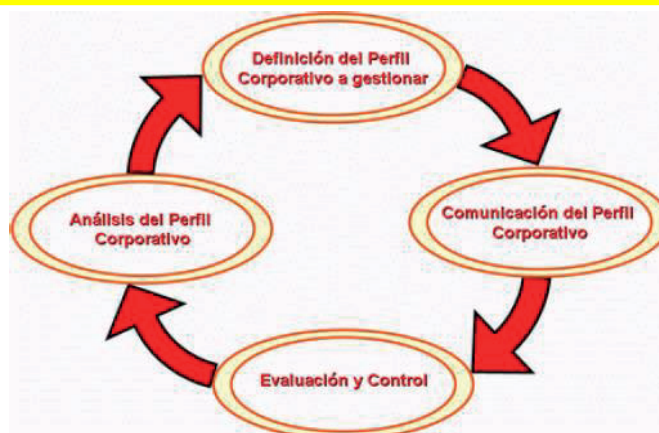 Definición del Perfil
Corporativo a gestionar
Comunicación del Perfil
Corporativo
Evaluación y Control
Análisis del Perfil
Corporativo